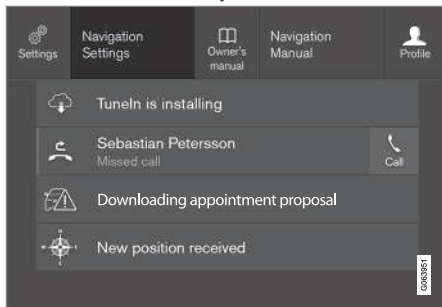 Settings
Navigation
Settings
Owner's
manual
Navigation
Manual
Profile
TuneIn is installing
Sebastian Petersson
Missed call
Call
Downloading appointment proposal
New position received
G063951